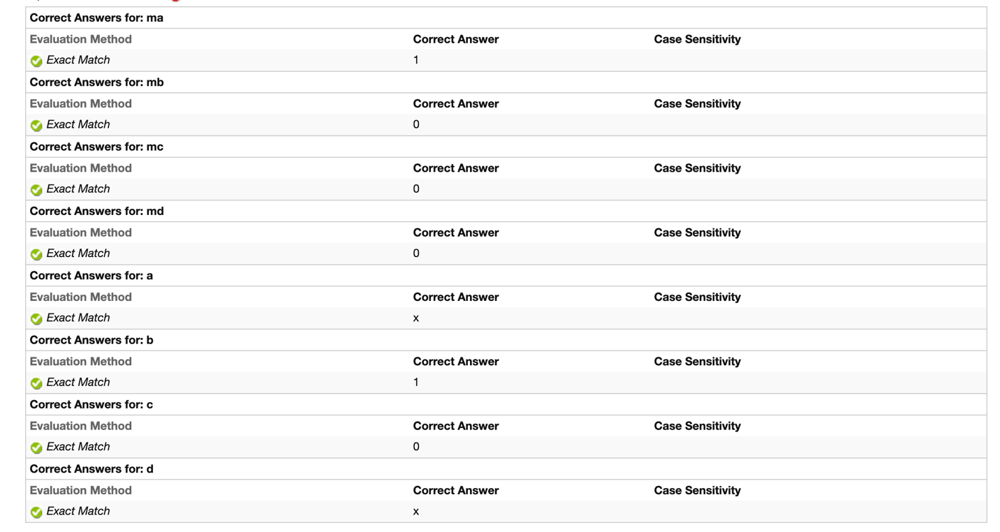 Correct Answers for: ma
Evaluation Method Correct Answer Case Sensitivity
Exact Match 1
Correct Answers for: mb
Evaluation Method Correct Answer Case Sensitivity
Exact Match 0
Correct Answers for: mc
Evaluation Method Correct Answer Case Sensitivity
Exact Match 0
Correct Answers for: md
Evaluation Method Correct Answer Case Sensitivity
Exact Match 0
Correct Answers for: a
Evaluation Method Correct Answer Case Sensitivity
Exact Match x
Correct Answers for: b
Evaluation Method Correct Answer Case Sensitivity
Exact Match 1
Correct Answers for: c
Evaluation Method Correct Answer Case Sensitivity
Exact Match 0
Correct Answers for: d
Evaluation Method Correct Answer Case Sensitivity
Exact Match x